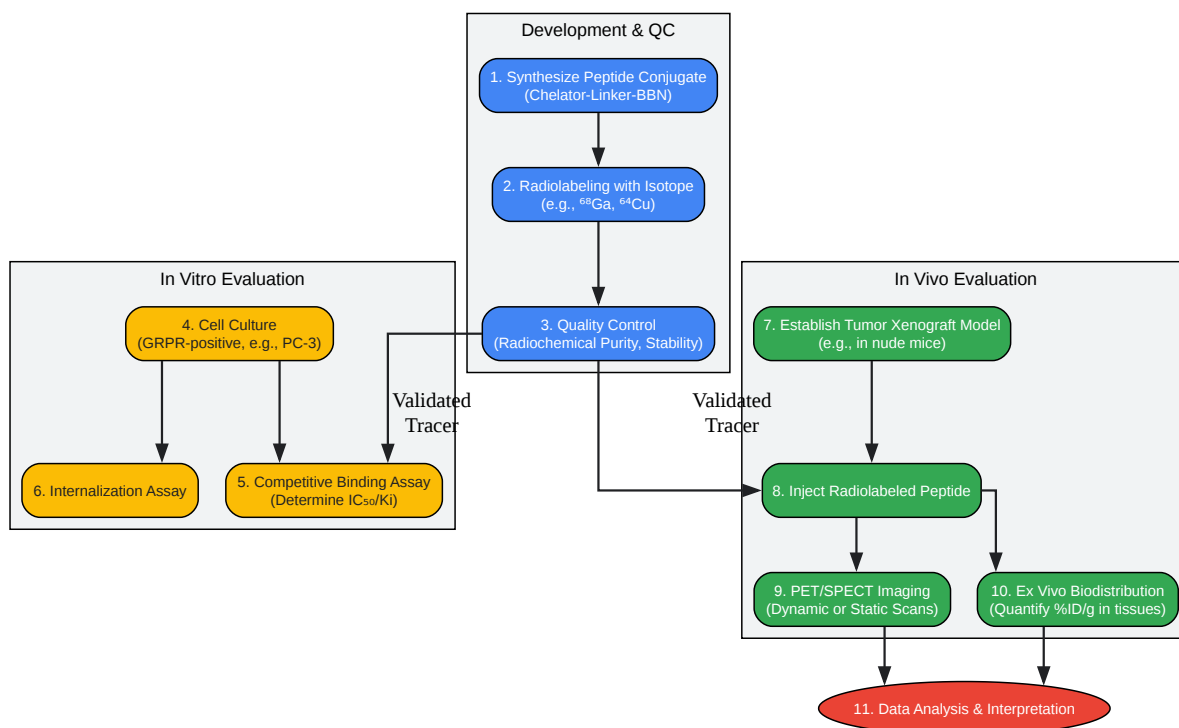 Development & QC
1. Synthesize Peptide Conjugate
(Chelator-Linker-BBN)
2. Radiolabeling with Isotope
(e.g., ⁶⁸Ga, ⁶⁴Cu)
3. Quality Control
(Radiochemical Purity, Stability)
In Vitro Evaluation
4. Cell Culture
(GRPR-positive, e.g., PC-3)
Validated
Tracer
6. Internalization Assay
5. Competitive Binding Assay
(Determine IC₅₀/Ki)
In Vivo Evaluation
7. Establish Tumor Xenograft Model
(e.g., in nude mice)
Validated
Tracer
8. Inject Radiolabeled Peptide
9. PET/SPECT Imaging
(Dynamic or Static Scans)
10. Ex Vivo Biodistribution
(Quantify %ID/g in tissues)
11. Data Analysis & Interpretation